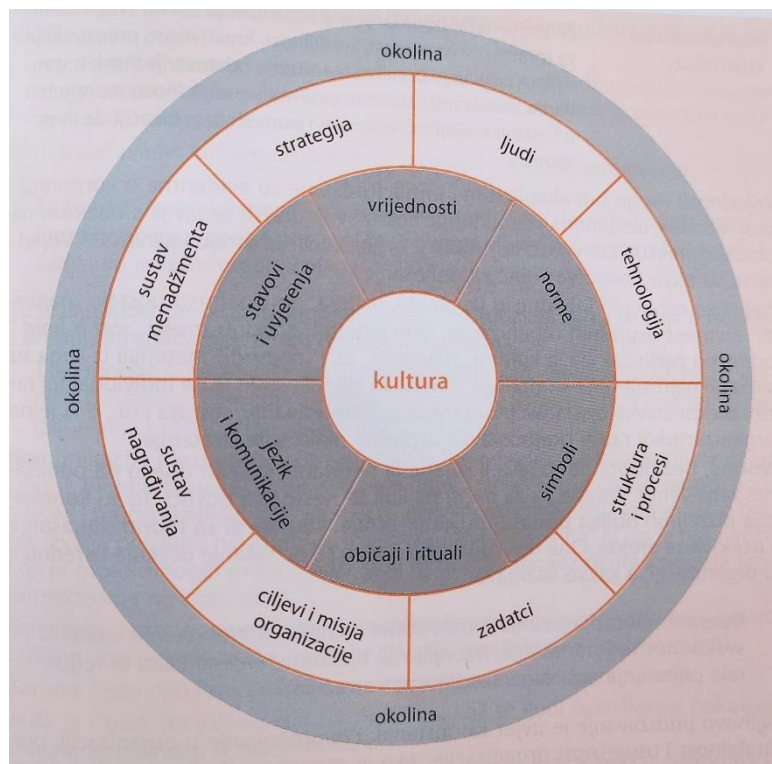 okolina
strategija
ljudi
sustav
menadžmenta
vrijednosti
tehnologija
stavovi
i uvjerenja
norme
okolina
kultura
okolina
sustav
nagrađivanja
jezik
i komunikacije
simboli
struktura
i procesi
običaji i rituali
ciljevi i misija
organizacije
zadatci
okolina